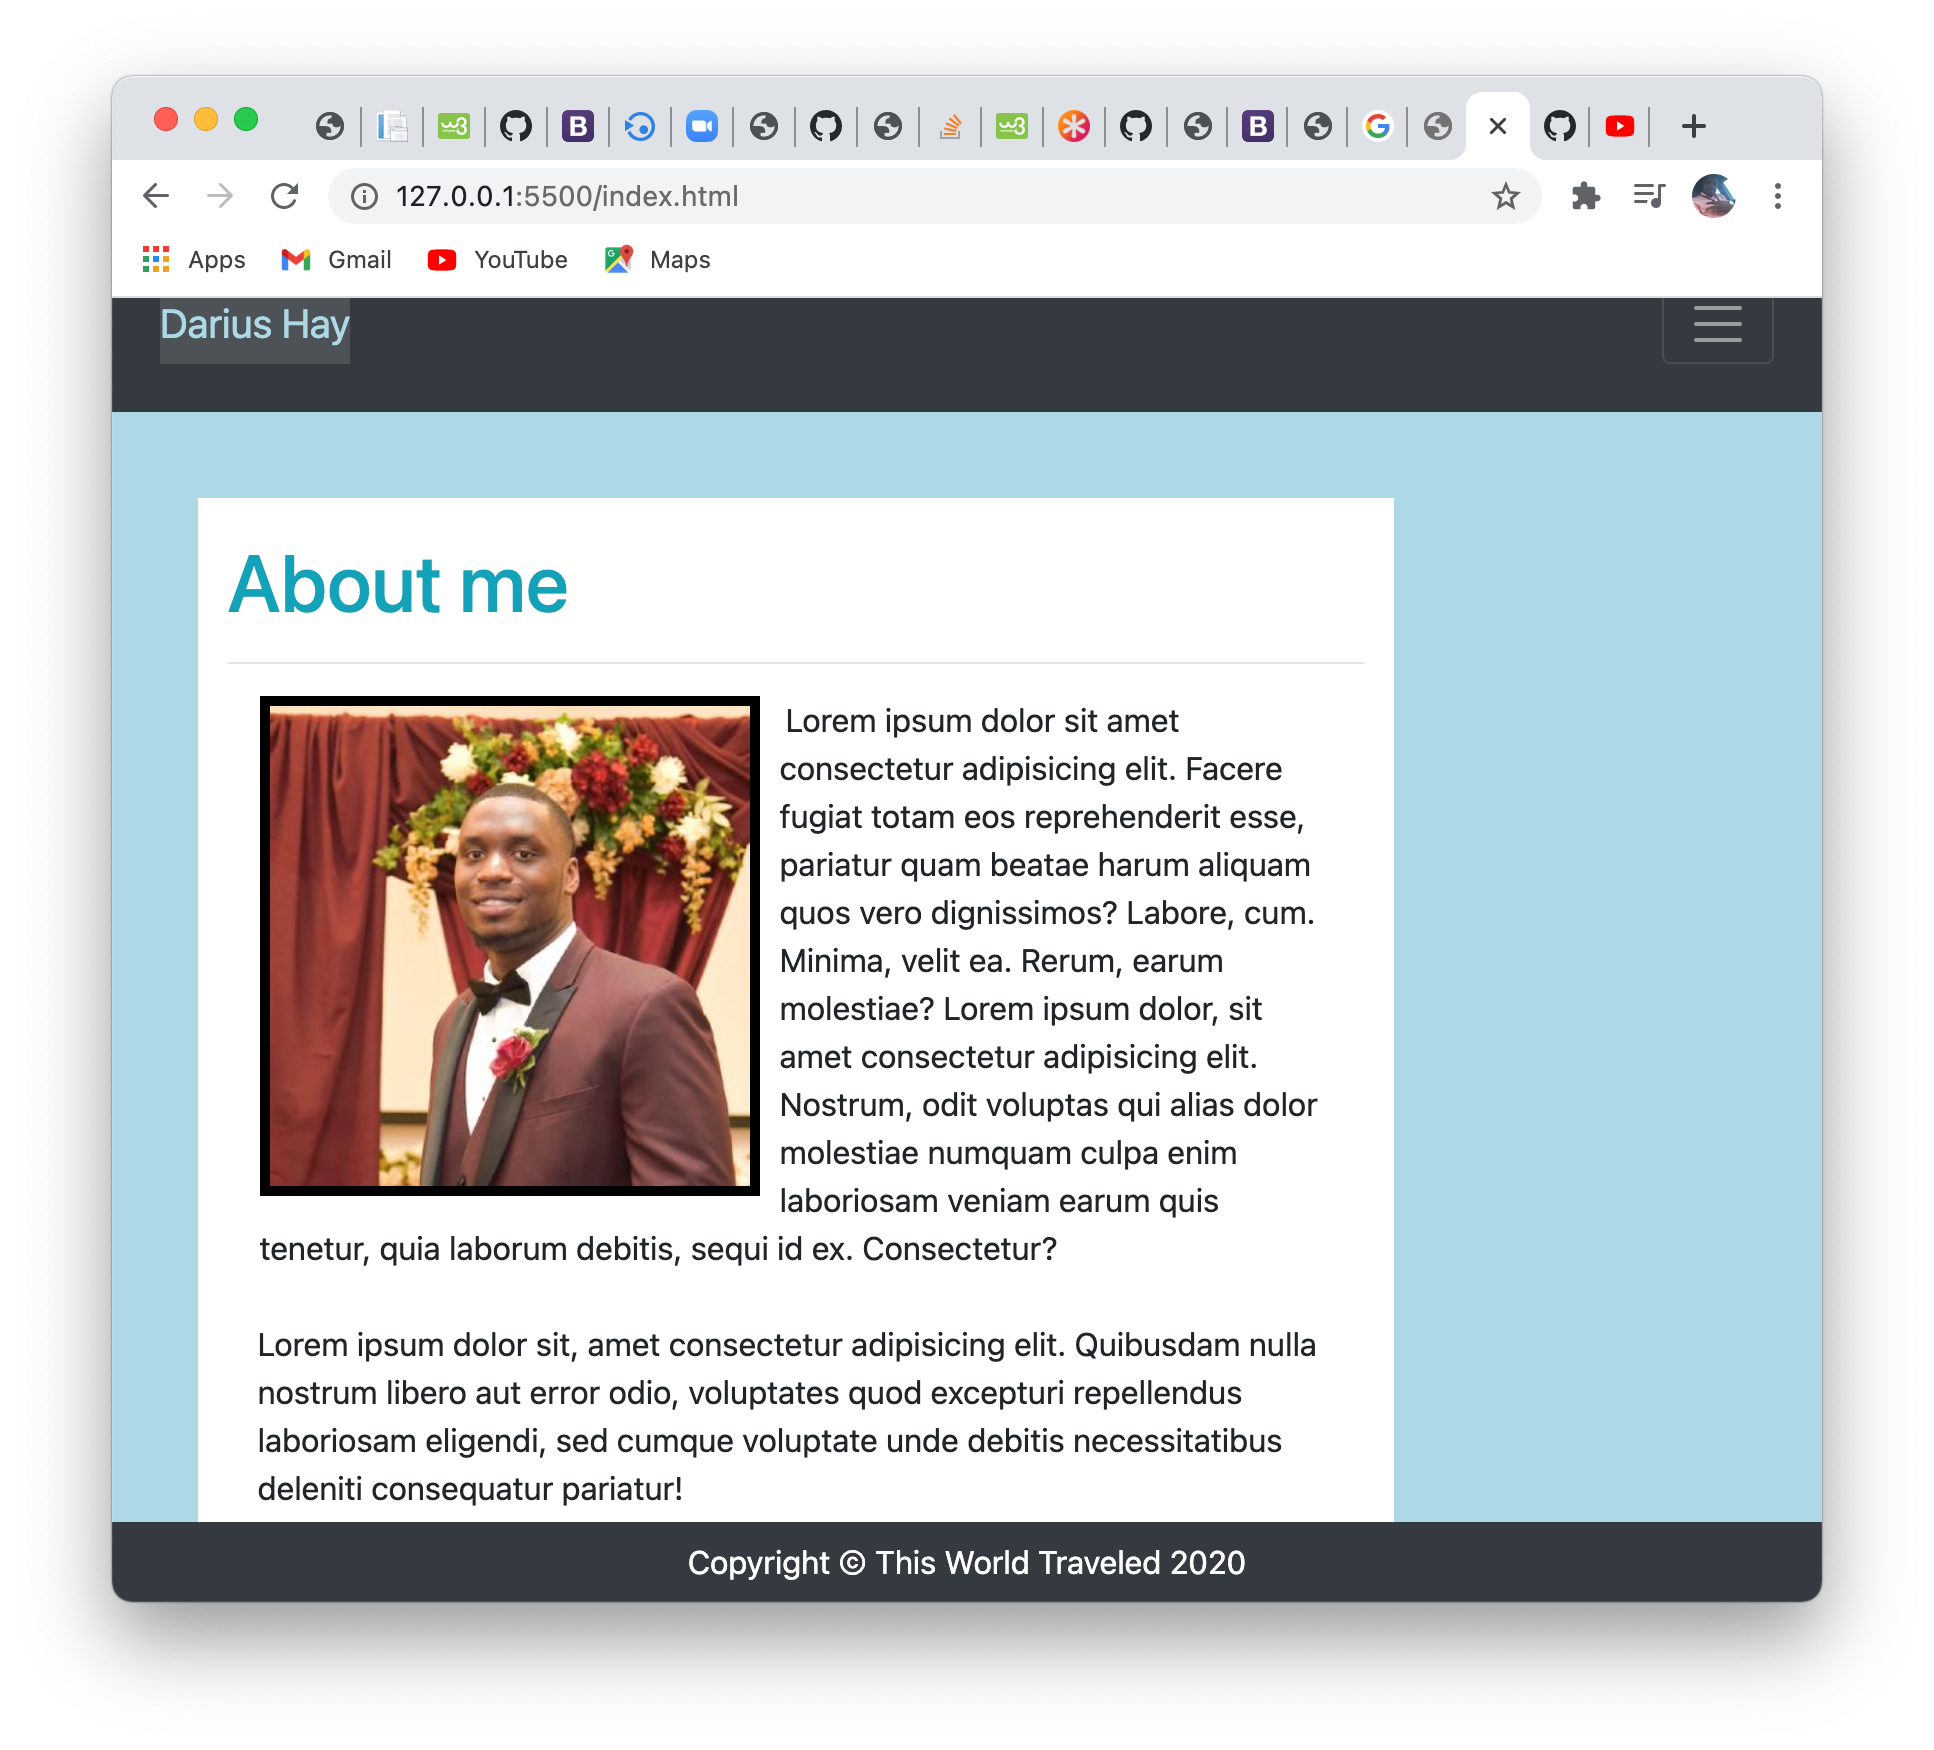 127.0.0.1:5500/index.html
Apps Gmail YouTube Maps
Darius Hay
About me
Lorem ipsum dolor sit amet
consectetur adipisicing elit. Facere
fugiat totam eos reprehenderit esse,
pariatur quam beatae harum aliquam
quos vero dignissimos? Labore, cum.
Minima, velit ea. Rerum, earum
molestiae? Lorem ipsum dolor, sit
amet consectetur adipisicing elit.
Nostrum, odit voluptas qui alias dolor
molestiae numquam culpa enim
laboriosam veniam earum quis
tenetur, quia laborum debitis, sequi id ex. Consectetur?
Lorem ipsum dolor sit, amet consectetur adipisicing elit. Quibusdam nulla
nostrum libero aut error odio, voluptates quod excepturi repellendus
laboriosam eligendi, sed cumque voluptate unde debitis necessitatibus
deleniti consequatur pariatur!
Copyright © This World Traveled 2020